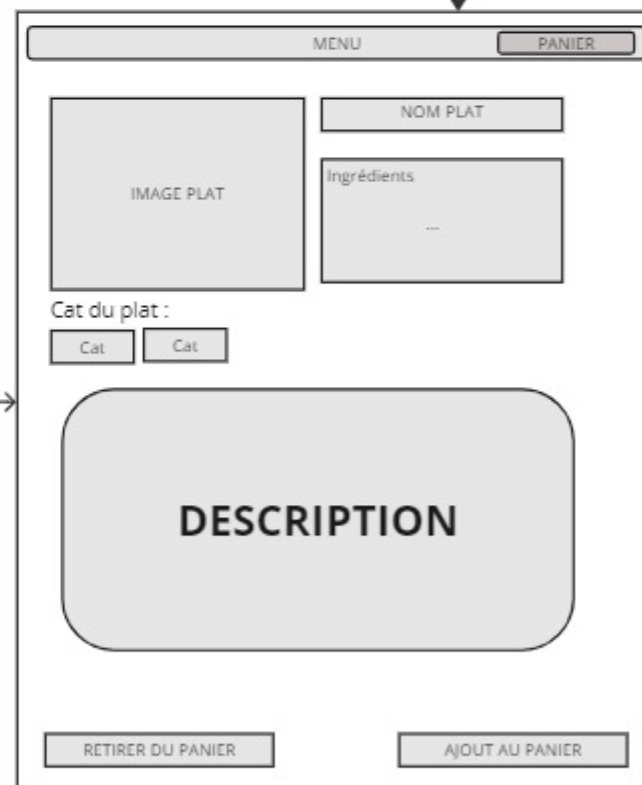 MENU
PANIER
NOM PLAT
IMAGE PLAT
Ingrédients
...
Cat du plat :
Cat
Cat
DESCRIPTION
RETIRER DU PANIER
AJOUT AU PANIER